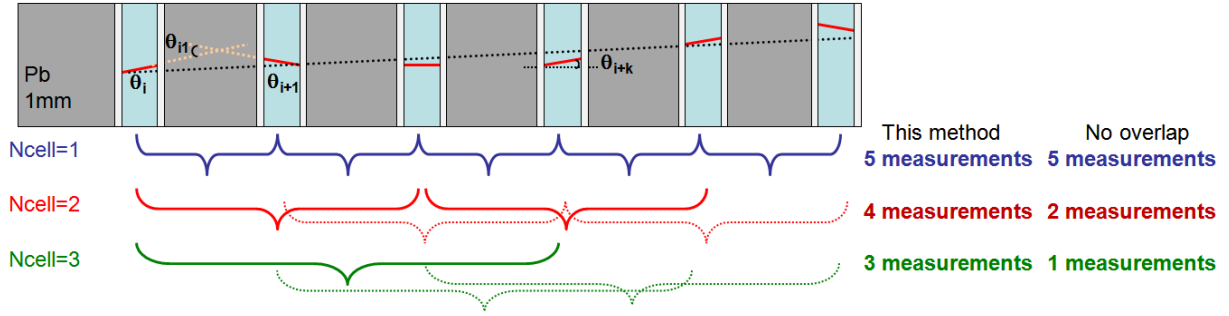 θi1
θi
θi+1
θi+k
Pb
1mm
This method No overlap
Ncell=1 5 measurements 5 measurements
Ncell=2 4 measurements 2 measurements
Ncell=3 3 measurements 1 measurements